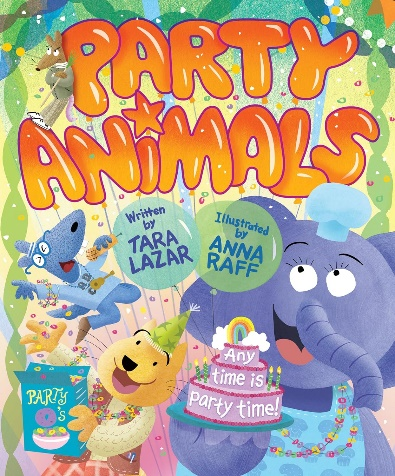 PARTY
ANiMALS
Written
by
TARA
LAZAR
Illustrated
by
ANNA
RAFF
Any
time is
party time!
PARTY
O's